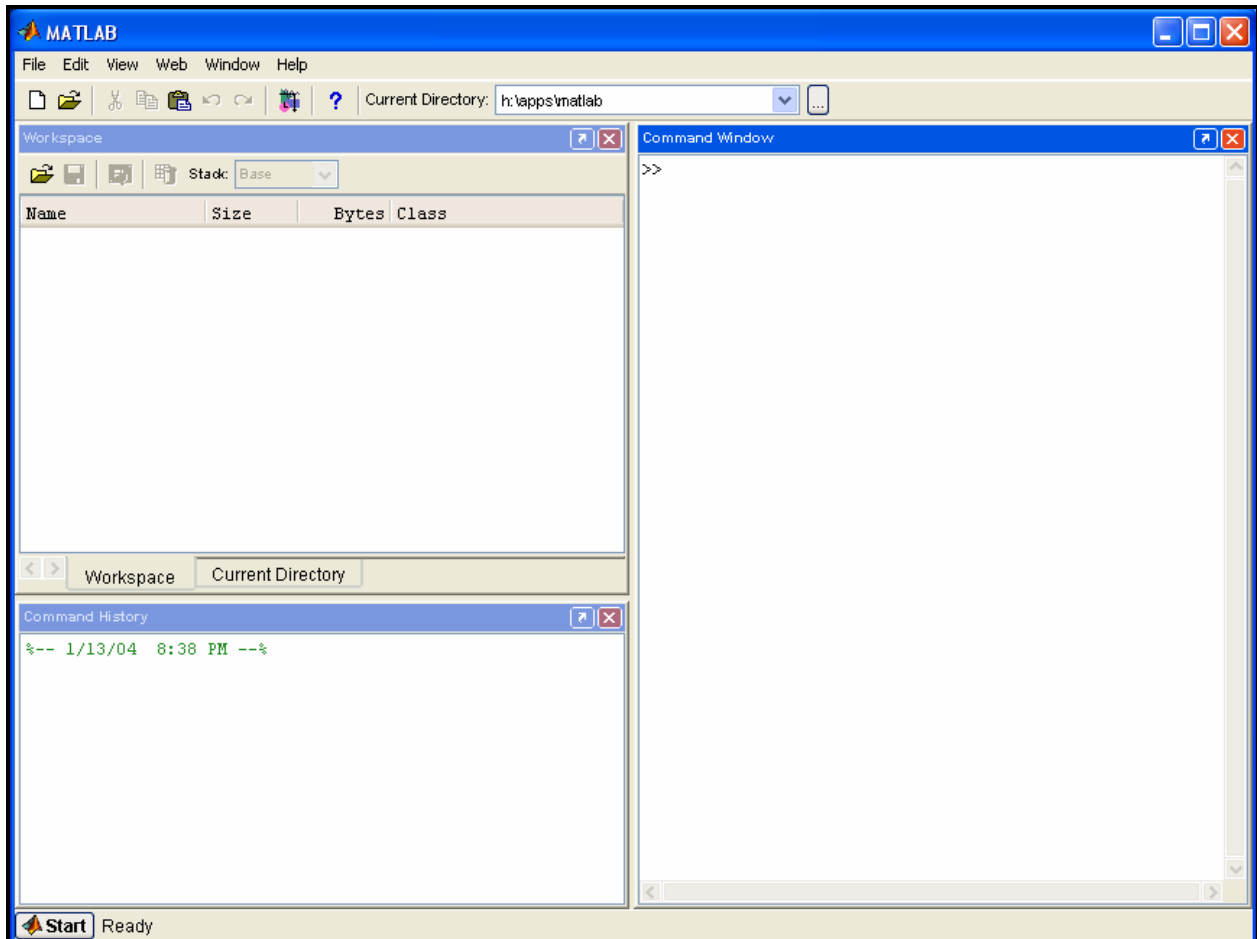 MATLAB
File Edit View Web Window Help
? Current Directory: h:\apps\matlab ...
Workspace
Stack: Base
Name Size Bytes Class
Workspace Current Directory
Command History
%-- 1/13/04 8:38 PM --%
Command Window
>>
Start Ready